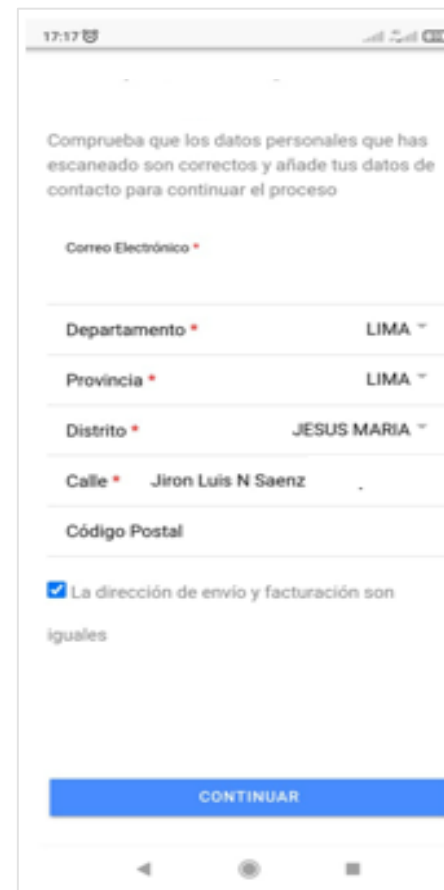 17:17
Comprueba que los datos personales que has
escaneado son correctos y añade tus datos de
contacto para continuar el proceso
Correo Electrónico *
Departamento * LIMA
Provincia * LIMA
Distrito * JESUS MARIA
Calle * Jiron Luis N Saenz
Código Postal
La dirección de envío y facturación son
iguales
CONTINUAR